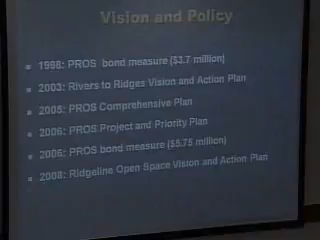 Vision and Policy
1998: PROS bond measure ($3.7 million)
2003: Rivers to Ridges Vision and Action Plan
2005: PROS Comprehensive Plan
2006: PROS Project and Priority Plan
2006: PROS bond measure ($5.75 million)
2008: Ridgeline Open Space Vision and Action Plan